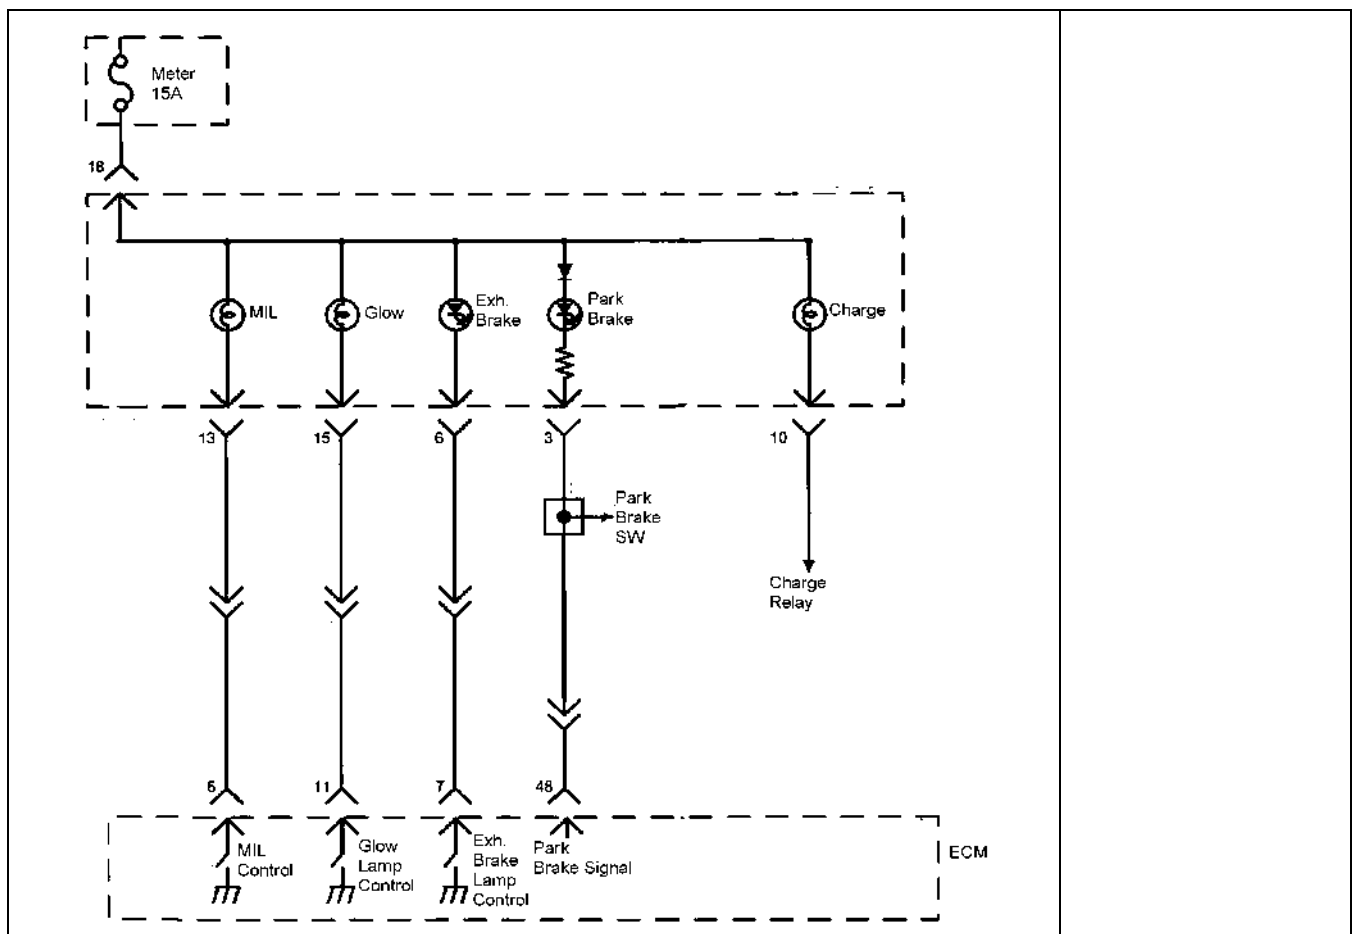 Meter
15A
18
MIL
Glow
Exh.
Brake
Park
Brake
Charge
13
15
6
3
10
Park
Brake
SW
Charge
Relay
11
7
48
MIL
Control
Glow
Lamp
Control
Exh.
Brake
Lamp
Control
Park
Brake Signal
ECM